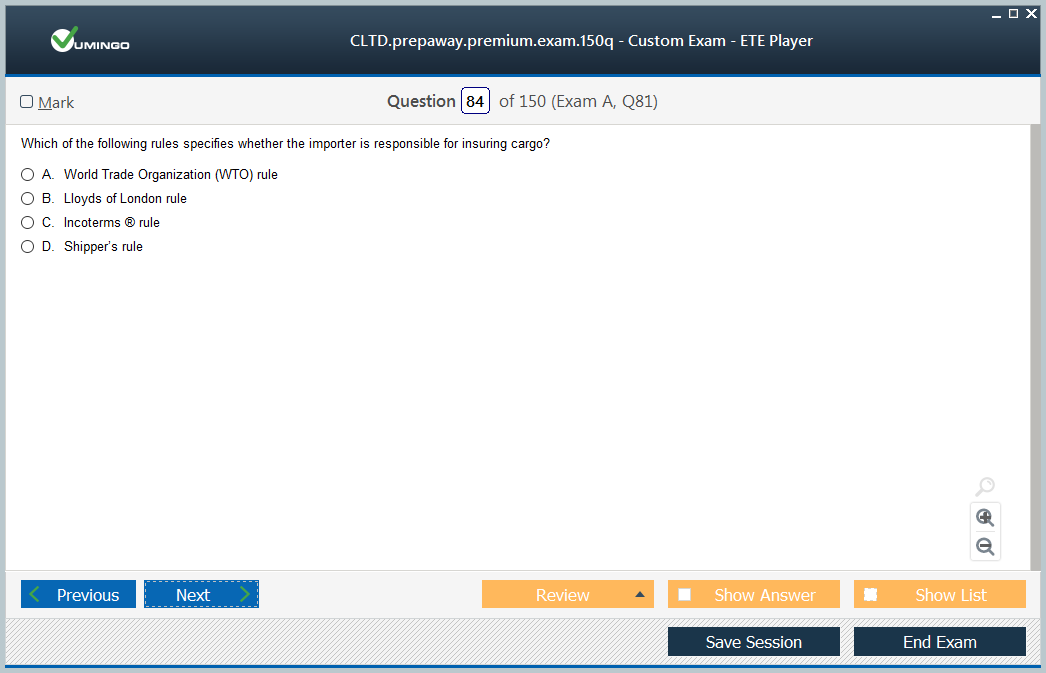 VUMINGO
CLTD.prepaway.premium.exam.150q - Custom Exam - ETE Player
Mark
Question 84 of 150 (Exam A, Q81)
Which of the following rules specifies whether the importer is responsible for insuring cargo?
A. World Trade Organization (WTO) rule
B. Lloyds of London rule
C. Incoterms ® rule
D. Shipper's rule
Previous
Next
Review
Show Answer
Show List
Save Session
End Exam